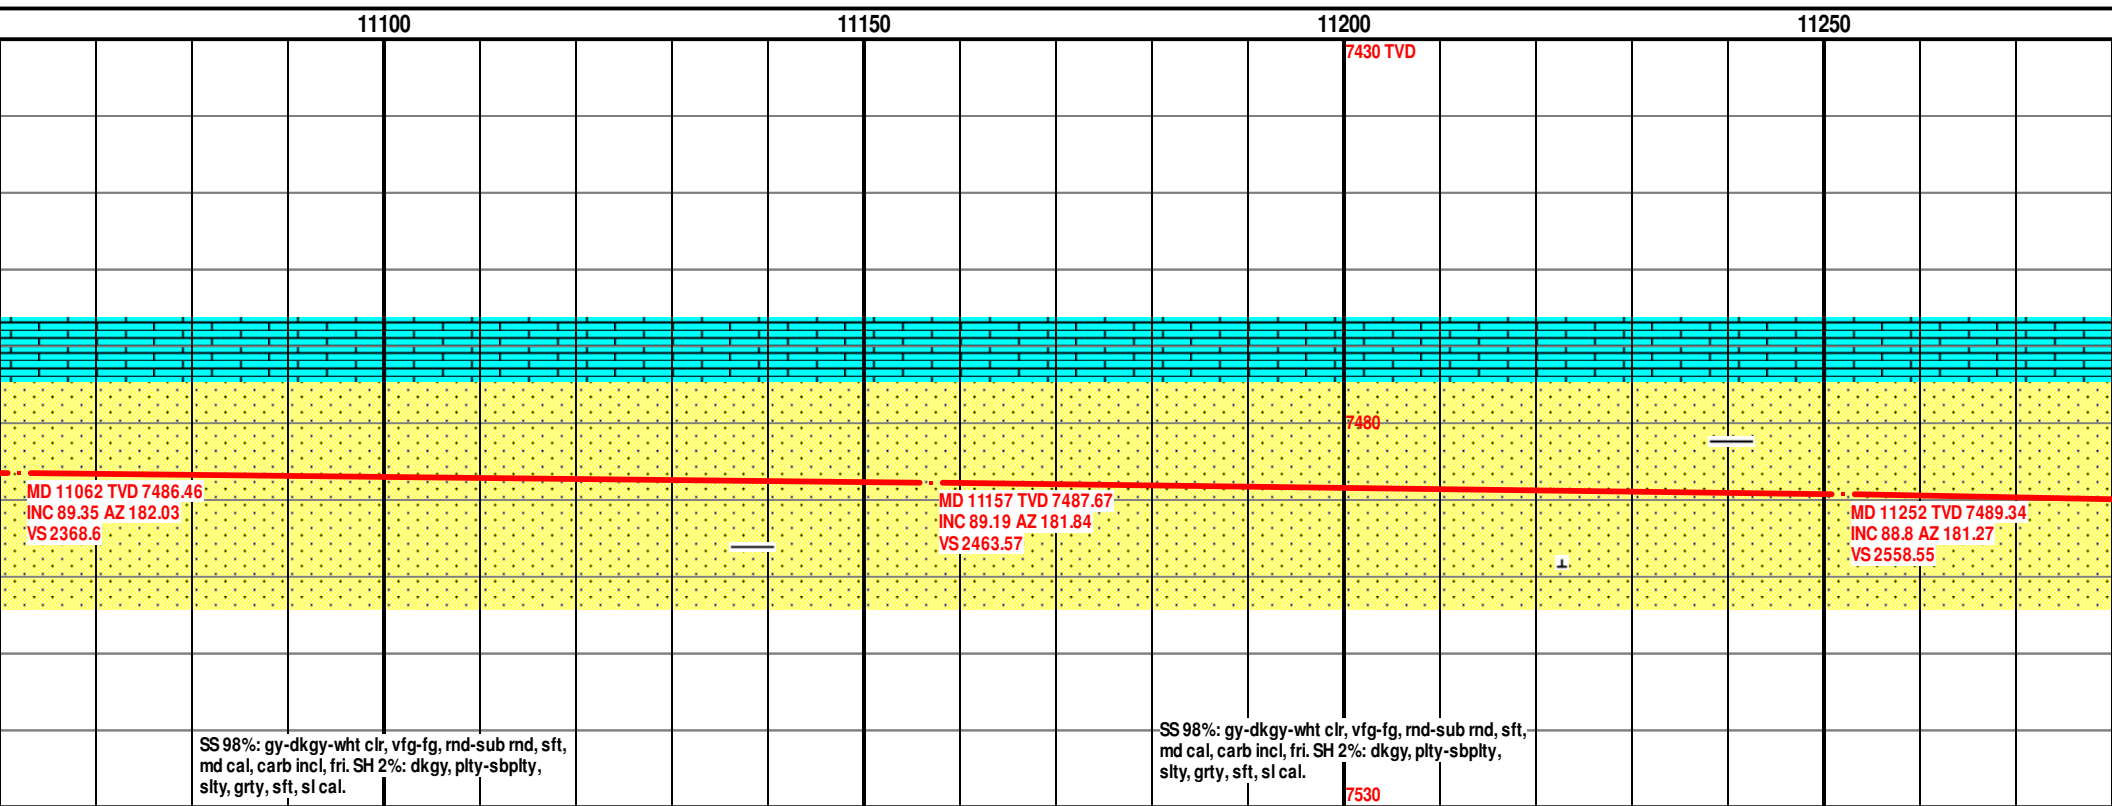 11100
11150
11200
11250
7430 TVD
7480
MD 11062 TVD 7486.46
INC 89.35 AZ 182.03
VS 2368.6
MD 11157 TVD 7487.67
INC 89.19 AZ 181.84
VS 2463.57
MD 11252 TVD 7489.34
INC 88.8 AZ 181.27
VS 2558.55
SS 98%: gy-dkgy-wht clr, vfg-fg, rnd-sub rnd, sft,
md cal, carb incl, fri. SH 2%: dkgy, plty-sbplty,
slty, grty, sft, sl cal.
SS 98%: gy-dkgy-wht clr, vfg-fg, rnd-sub rnd, sft,
md cal, carb incl, fri. SH 2%: dkgy, plty-sbplty,
slty, grty, sft, sl cal.
7530